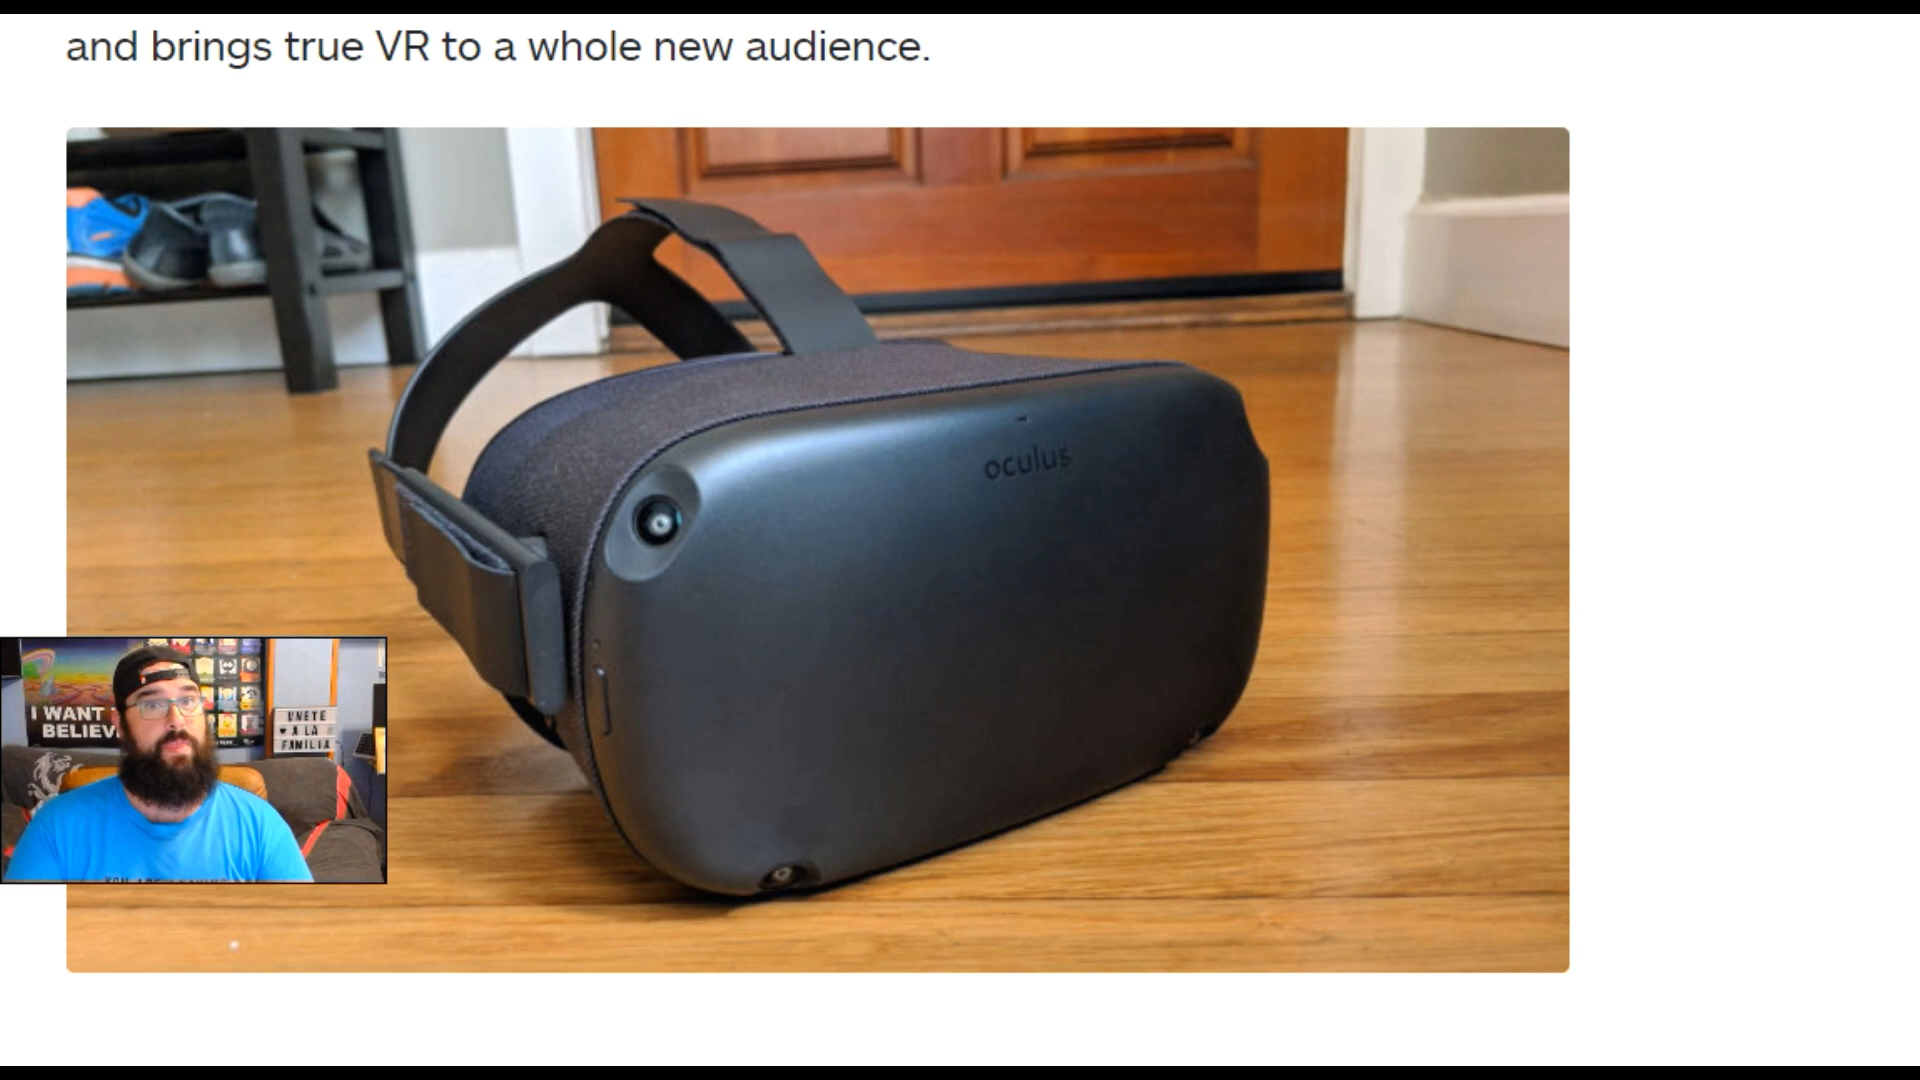 and brings true VR to a whole new audience.
oculus
I WANT
BELIEV
UNETE
♥ A LA
FAMILIA